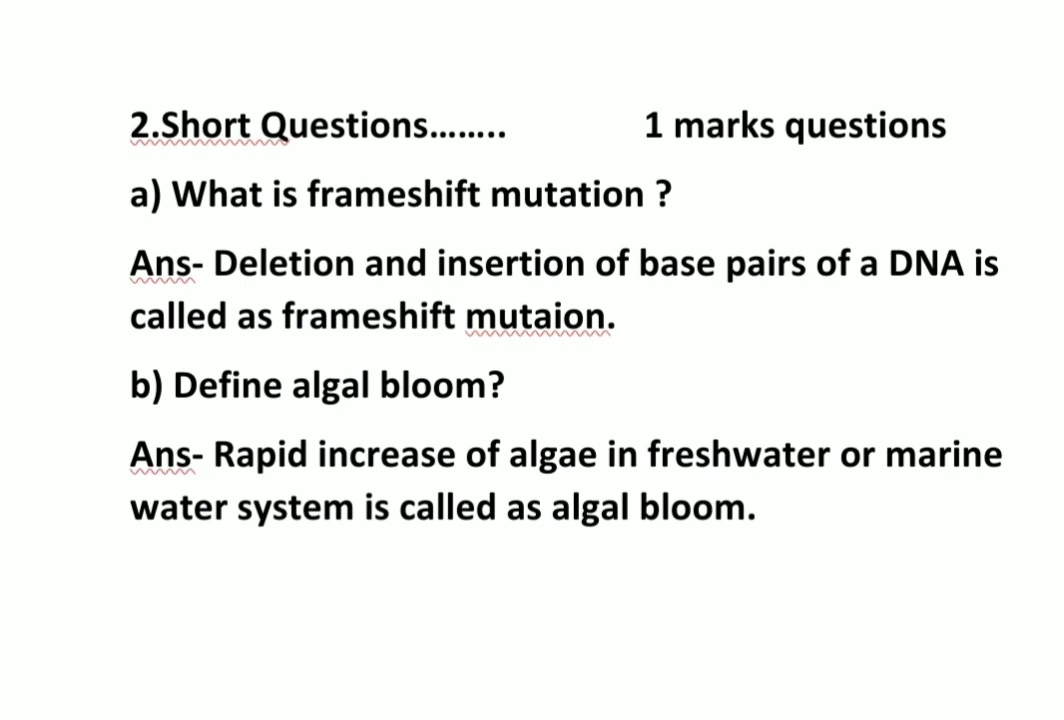 2.Short Questions........ 1 marks questions
a) What is frameshift mutation ?
Ans- Deletion and insertion of base pairs of a DNA is
called as frameshift mutaion.
b) Define algal bloom?
Ans- Rapid increase of algae in freshwater or marine
water system is called as algal bloom.